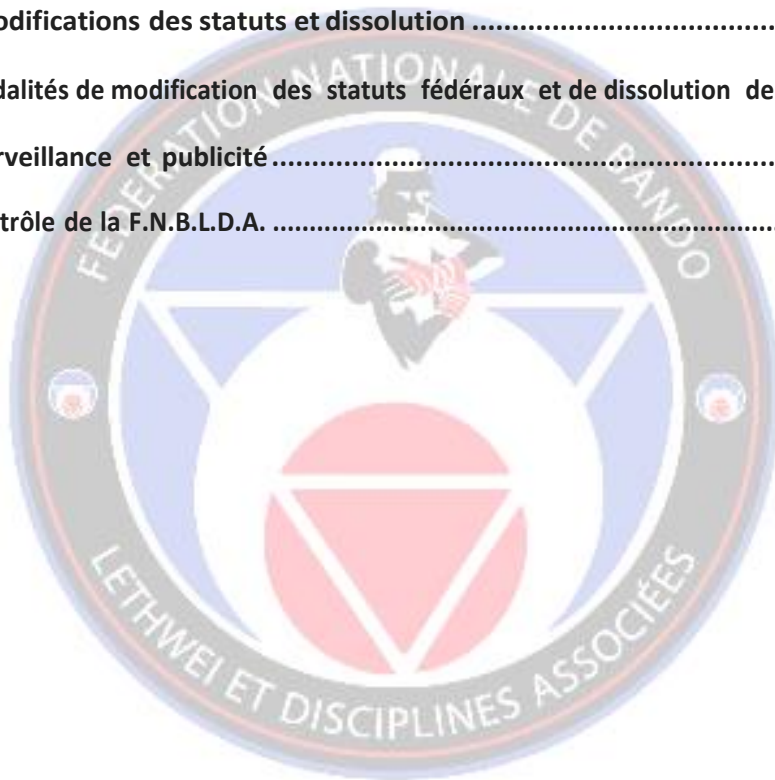 odifications des statuts et dissolution ....................................
dalités de modification des statuts fédéraux et de dissolution de
rveillance et publicité ................................................................
trôle de la F.N.B.L.D.A. ................................................................
FEDERATION NATIONALE DE BANDO
LETHWEI ET DISCIPLINES ASSOCIÉES